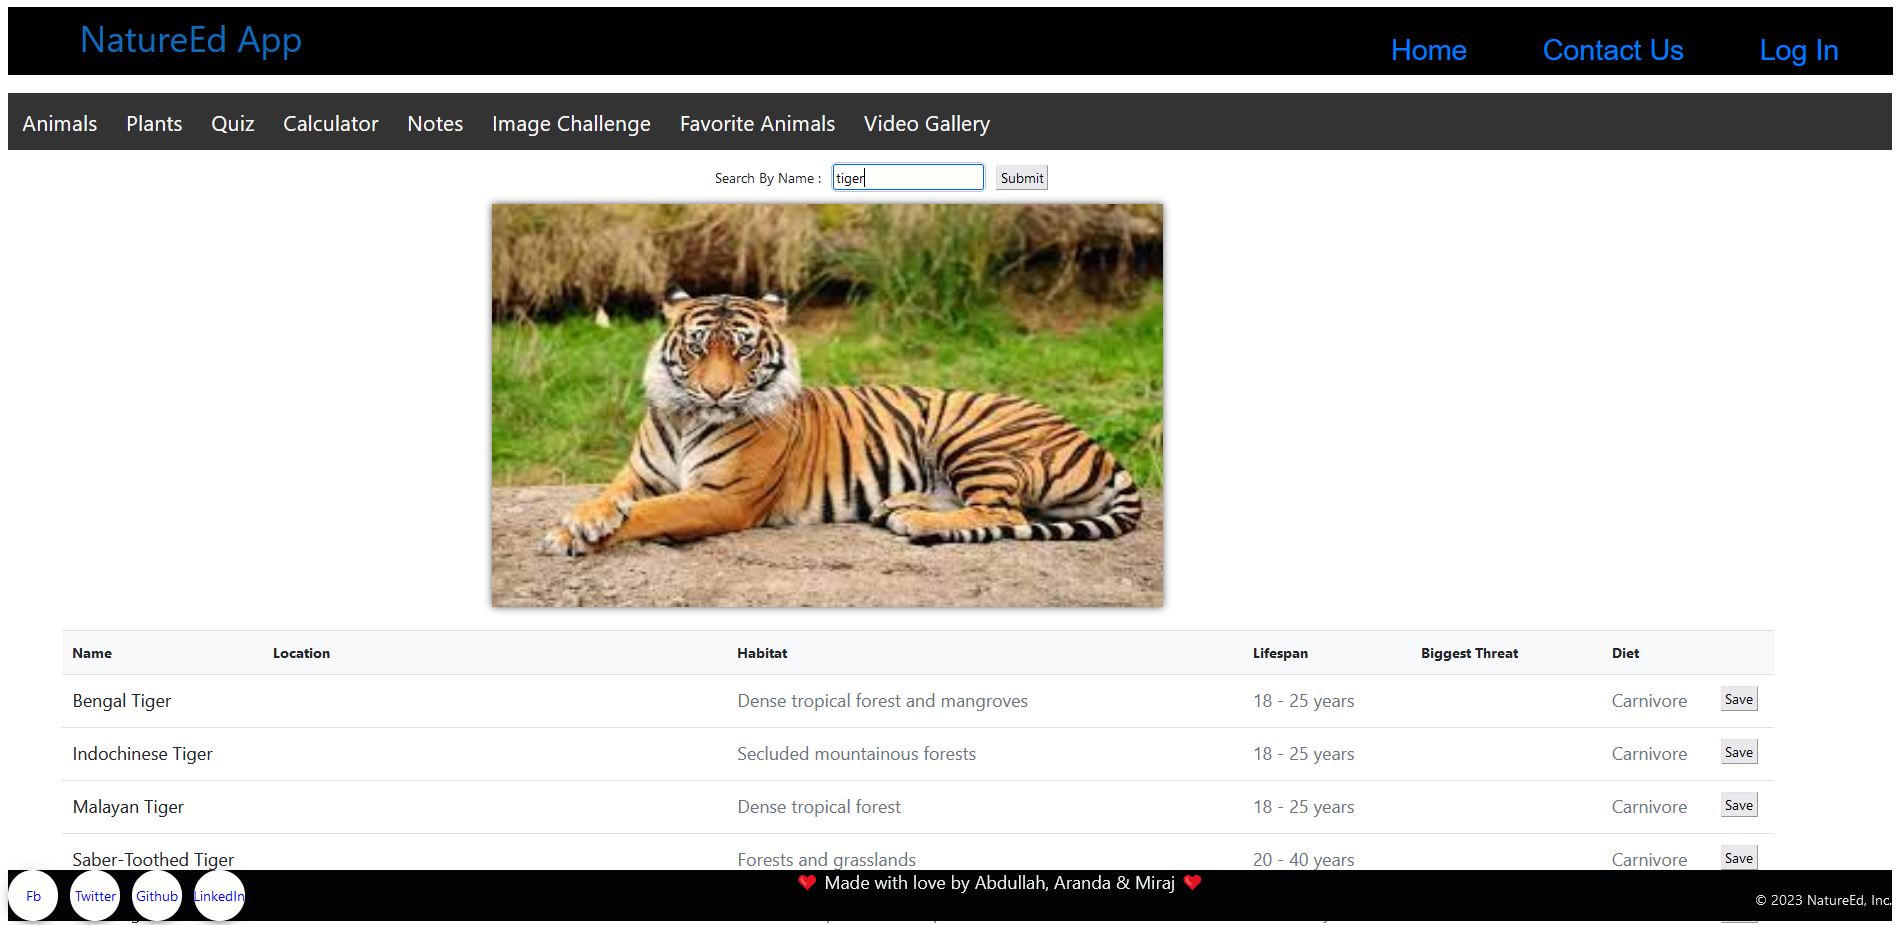 NatureEd App
Home Contact Us Log In
Animals Plants Quiz Calculator Notes Image Challenge Favorite Animals Video Gallery
Search By Name : tiger Submit
Name Location Habitat Lifespan Biggest Threat Diet
Bengal Tiger Dense tropical forest and mangroves 18 - 25 years Carnivore Save
Indochinese Tiger Secluded mountainous forests 18 - 25 years Carnivore Save
Malayan Tiger Dense tropical forest 18 - 25 years Carnivore Save
Saber-Toothed Tiger Forests and grasslands 20 - 40 years Carnivore Save
❤ Made with love by Abdullah, Aranda & Miraj ❤
Fb Twitter Github LinkedIn © 2023 NatureEd, Inc.